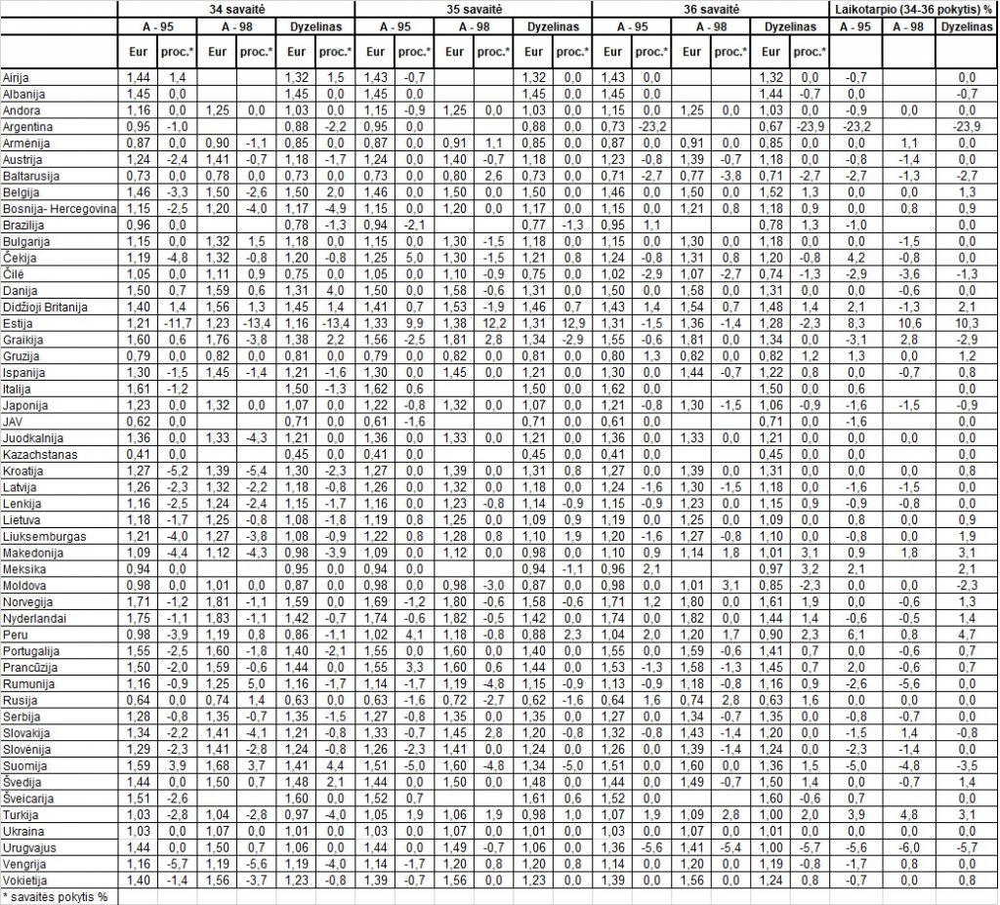 34 savaitė 35 savaitė 36 savaitė Laikotarpio (34-36 pokytis) %
A - 95 A - 98 Dyzelinas A - 95 A - 98 Dyzelinas A - 95 A - 98 Dyzelinas A - 95 A - 98 Dyzelinas
Eur proc.* Eur proc.* Eur proc.* Eur proc.* Eur proc.* Eur proc.* Eur proc.* Eur proc.* Eur proc.*
Airija 1,44 1,4 1,32 1,5 1,43 -0,7 1,32 0,0 1,43 0,0 1,32 0,0 -0,7 0,0
Albanija 1,45 0,0 1,45 0,0 1,45 0,0 1,45 0,0 1,45 0,0 1,44 -0,7 0,0 -0,7
Andora 1,16 0,0 1,25 0,0 1,03 0,0 1,15 -0,9 1,25 0,0 1,03 0,0 1,15 0,0 1,25 0,0 1,03 0,0 -0,9 0,0 0,0
Argentina 0,95 -1,0 0,88 -2,2 0,95 0,0 0,88 0,0 0,73 -23,2 0,67 -23,9 -23,2 -23,9
Armėnija 0,87 0,0 0,90 -1,1 0,85 0,0 0,87 0,0 0,91 1,1 0,85 0,0 0,87 0,0 0,91 0,0 0,85 0,0 0,0 1,1 0,0
Austrija 1,24 -2,4 1,41 -0,7 1,18 -1,7 1,24 0,0 1,40 -0,7 1,18 0,0 1,23 -0,8 1,39 -0,7 1,18 0,0 -0,8 -1,4 0,0
Baltarusija 0,73 0,0 0,78 0,0 0,73 0,0 0,73 0,0 0,80 2,6 0,73 0,0 0,71 -2,7 0,77 -3,8 0,71 -2,7 -2,7 -1,3 -2,7
Belgija 1,46 -3,3 1,50 -2,6 1,50 2,0 1,46 0,0 1,50 0,0 1,50 0,0 1,46 0,0 1,50 0,0 1,52 1,3 0,0 0,0 1,3
Bosnija- Hercegovina 1,15 -2,5 1,20 -4,0 1,17 -4,9 1,15 0,0 1,20 0,0 1,17 0,0 1,15 0,0 1,21 0,8 1,18 0,9 0,0 0,8 0,9
Brazilija 0,96 0,0 0,78 -1,3 0,94 -2,1 0,77 -1,3 0,95 1,1 0,78 1,3 -1,0 0,0
Bulgarija 1,15 0,0 1,32 1,5 1,18 0,0 1,15 0,0 1,30 -1,5 1,18 0,0 1,15 0,0 1,30 0,0 1,18 0,0 0,0 -1,5 0,0
Čekija 1,19 -4,8 1,32 -0,8 1,20 -0,8 1,25 5,0 1,30 -1,5 1,21 0,8 1,24 -0,8 1,31 0,8 1,20 -0,8 4,2 -0,8 0,0
Čilė 1,05 0,0 1,11 0,9 0,75 0,0 1,05 0,0 1,10 -0,9 0,75 0,0 1,02 -2,9 1,07 -2,7 0,74 -1,3 -2,9 -3,6 -1,3
Danija 1,50 0,7 1,59 0,6 1,31 4,0 1,50 0,0 1,58 -0,6 1,31 0,0 1,50 0,0 1,58 0,0 1,31 0,0 0,0 -0,6 0,0
Didžioji Britanija 1,40 1,4 1,56 1,3 1,45 1,4 1,41 0,7 1,53 -1,9 1,46 0,7 1,43 1,4 1,54 0,7 1,48 1,4 2,1 -1,3 2,1
Estija 1,21 -11,7 1,23 -13,4 1,16 -13,4 1,33 9,9 1,38 12,2 1,31 12,9 1,31 -1,5 1,36 -1,4 1,28 -2,3 8,3 10,6 10,3
Graikija 1,60 0,6 1,76 -3,8 1,38 2,2 1,56 -2,5 1,81 2,8 1,34 -2,9 1,55 -0,6 1,81 0,0 1,34 0,0 -3,1 2,8 -2,9
Gruzija 0,79 0,0 0,82 0,0 0,81 0,0 0,79 0,0 0,82 0,0 0,81 0,0 0,80 1,3 0,82 0,0 0,82 1,2 1,3 0,0 1,2
Ispanija 1,30 -1,5 1,45 -1,4 1,21 -1,6 1,30 0,0 1,45 0,0 1,21 0,0 1,30 0,0 1,44 -0,7 1,22 0,8 0,0 -0,7 0,8
Italija 1,61 -1,2 1,50 -1,3 1,62 0,6 1,50 0,0 1,62 0,0 1,50 0,0 0,6 0,0
Japonija 1,23 0,0 1,32 0,0 1,07 0,0 1,22 -0,8 1,32 0,0 1,07 0,0 1,21 -0,8 1,30 -1,5 1,06 -0,9 -1,6 -1,5 -0,9
JAV 0,62 0,0 0,71 0,0 0,61 -1,6 0,71 0,0 0,61 0,0 0,71 0,0 -1,6 0,0
Juodkalnija 1,36 0,0 1,33 -4,3 1,21 0,0 1,36 0,0 1,33 0,0 1,21 0,0 1,36 0,0 1,33 0,0 1,21 0,0 0,0 0,0 0,0
Kazachstanas 0,41 0,0 0,45 0,0 0,41 0,0 0,45 0,0 0,41 0,0 0,45 0,0 0,0 0,0
Kroatija 1,27 -5,2 1,39 -5,4 1,30 -2,3 1,27 0,0 1,39 0,0 1,31 0,8 1,27 0,0 1,39 0,0 1,31 0,0 0,0 0,0 0,8
Latvija 1,26 -2,3 1,32 -2,2 1,18 -0,8 1,26 0,0 1,32 0,0 1,18 0,0 1,24 -1,6 1,30 -1,5 1,18 0,0 -1,6 -1,5 0,0
Lenkija 1,16 -2,5 1,24 -2,4 1,15 -1,7 1,16 0,0 1,23 -0,8 1,14 -0,9 1,15 -0,9 1,23 0,0 1,15 0,9 -0,9 -0,8 0,0
Lietuva 1,18 -1,7 1,25 -0,8 1,08 -1,8 1,19 0,8 1,25 0,0 1,09 0,9 1,19 0,0 1,25 0,0 1,09 0,0 0,8 0,0 0,9
Liuksemburgas 1,21 -4,0 1,27 -3,8 1,08 -0,9 1,22 0,8 1,28 0,8 1,10 1,9 1,20 -1,6 1,27 -0,8 1,10 0,0 -0,8 0,0 1,9
Makedonija 1,09 -4,4 1,12 -4,3 0,98 -3,9 1,09 0,0 1,12 0,0 0,98 0,0 1,10 0,9 1,14 1,8 1,01 3,1 0,9 1,8 3,1
Meksika 0,94 0,0 0,95 0,0 0,94 0,0 0,94 -1,1 0,96 2,1 0,97 3,2 2,1 2,1
Moldova 0,98 0,0 1,01 0,0 0,87 0,0 0,98 0,0 0,98 -3,0 0,87 0,0 0,98 0,0 1,01 3,1 0,85 -2,3 0,0 0,0 -2,3
Norvegija 1,71 -1,2 1,81 -1,1 1,59 0,0 1,69 -1,2 1,80 -0,6 1,58 -0,6 1,71 1,2 1,80 0,0 1,61 1,9 0,0 -0,6 1,3
Nyderlandai 1,75 -1,1 1,83 -1,1 1,42 -0,7 1,74 -0,6 1,82 -0,5 1,42 0,0 1,74 0,0 1,82 0,0 1,44 1,4 -0,6 -0,5 1,4
Peru 0,98 -3,9 1,19 0,8 0,86 -1,1 1,02 4,1 1,18 -0,8 0,88 2,3 1,04 2,0 1,20 1,7 0,90 2,3 6,1 0,8 4,7
Portugalija 1,55 -2,5 1,60 -1,8 1,40 -2,1 1,55 0,0 1,60 0,0 1,40 0,0 1,55 0,0 1,59 -0,6 1,41 0,7 0,0 -0,6 0,7
Prancūzija 1,50 -2,0 1,59 -0,6 1,44 0,0 1,55 3,3 1,60 0,6 1,44 0,0 1,53 -1,3 1,58 -1,3 1,45 0,7 2,0 -0,6 0,7
Rumunija 1,16 -0,9 1,25 5,0 1,16 -1,7 1,14 -1,7 1,19 -4,8 1,15 -0,9 1,13 -0,9 1,18 -0,8 1,16 0,9 -2,6 -5,6 0,0
Rusija 0,64 0,0 0,74 1,4 0,63 0,0 0,63 -1,6 0,72 -2,7 0,62 -1,6 0,64 1,6 0,74 2,8 0,63 1,6 0,0 0,0 0,0
Serbija 1,28 -0,8 1,35 -0,7 1,35 -1,5 1,27 -0,8 1,35 0,0 1,35 0,0 1,27 0,0 1,34 -0,7 1,35 0,0 -0,8 -0,7 0,0
Slovakija 1,34 -2,2 1,41 -4,1 1,21 -0,8 1,33 -0,7 1,45 2,8 1,20 -0,8 1,32 -0,8 1,43 -1,4 1,20 0,0 -1,5 1,4 -0,8
Slovėnija 1,29 -2,3 1,41 -2,8 1,24 -0,8 1,26 -2,3 1,41 0,0 1,24 0,0 1,26 0,0 1,39 -1,4 1,24 0,0 -2,3 -1,4 0,0
Suomija 1,59 3,9 1,68 3,7 1,41 4,4 1,51 -5,0 1,60 -4,8 1,34 -5,0 1,51 0,0 1,60 0,0 1,36 1,5 -5,0 -4,8 -3,5
Švedija 1,44 0,0 1,50 0,7 1,48 2,1 1,44 0,0 1,50 0,0 1,48 0,0 1,44 0,0 1,49 -0,7 1,50 1,4 0,0 -0,7 1,4
Šveicarija 1,51 -2,6 1,60 0,0 1,52 0,7 1,61 0,6 1,52 0,0 1,60 -0,6 0,7 0,0
Turkija 1,03 -2,8 1,04 -2,8 0,97 -4,0 1,05 1,9 1,06 1,9 0,98 1,0 1,07 1,9 1,09 2,8 1,00 2,0 3,9 4,8 3,1
Ukraina 1,03 0,0 1,07 0,0 1,01 0,0 1,03 0,0 1,07 0,0 1,01 0,0 1,03 0,0 1,07 0,0 1,01 0,0 0,0 0,0 0,0
Urugvajus 1,44 0,0 1,50 0,7 1,06 0,0 1,44 0,0 1,49 -0,7 1,06 0,0 1,36 -5,6 1,41 -5,4 1,00 -5,7 -5,6 -6,0 -5,7
Vengrija 1,16 -5,7 1,19 -5,6 1,19 -4,0 1,14 -1,7 1,20 0,8 1,20 0,8 1,14 0,0 1,20 0,0 1,19 -0,8 -1,7 0,8 0,0
Vokietija 1,40 -1,4 1,56 -3,7 1,23 -0,8 1,39 -0,7 1,56 0,0 1,23 0,0 1,39 0,0 1,56 0,0 1,24 0,8 -0,7 0,0 0,8
* savaitės pokytis %